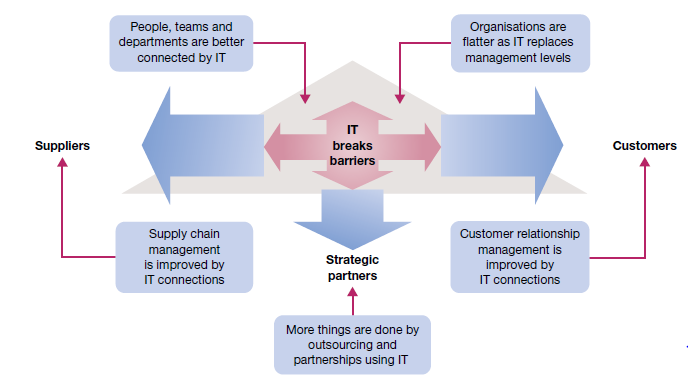 People, teams and
departments are better
connected by IT
Organisations are
flatter as IT replaces
management levels
IT
breaks
barriers
Suppliers
Customers
Supply chain
management
is improved by
IT connections
Customer relationship
management is
improved by
IT connections
Strategic
partners
More things are done by
outsourcing and
partnerships using IT